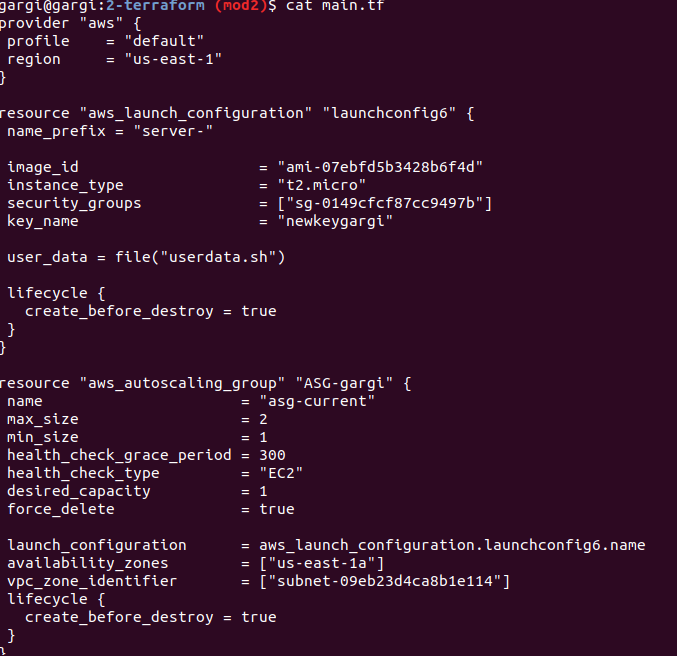 gargi@gargi:2-terraform (mod2)$ cat main.tf
provider "aws" {
 profile    = "default"
 region     = "us-east-1"
}

resource "aws_launch_configuration" "launchconfig6" {
 name_prefix = "server-"

 image_id                    = "ami-07ebfd5b3428b6f4d"
 instance_type               = "t2.micro"
 security_groups             = ["sg-0149cfcf87cc9497b"]
 key_name                    = "newkeygargi"

 user_data = file("userdata.sh")

 lifecycle {
   create_before_destroy = true
 }
}

resource "aws_autoscaling_group" "ASG-gargi" {
 name                      = "asg-current"
 max_size                  = 2
 min_size                  = 1
 health_check_grace_period = 300
 health_check_type         = "EC2"
 desired_capacity          = 1
 force_delete              = true

 launch_configuration      = aws_launch_configuration.launchconfig6.name
 availability_zones        = ["us-east-1a"]
 vpc_zone_identifier       = ["subnet-09eb23d4ca8b1e114"]
 lifecycle {
   create_before_destroy = true
 }
}